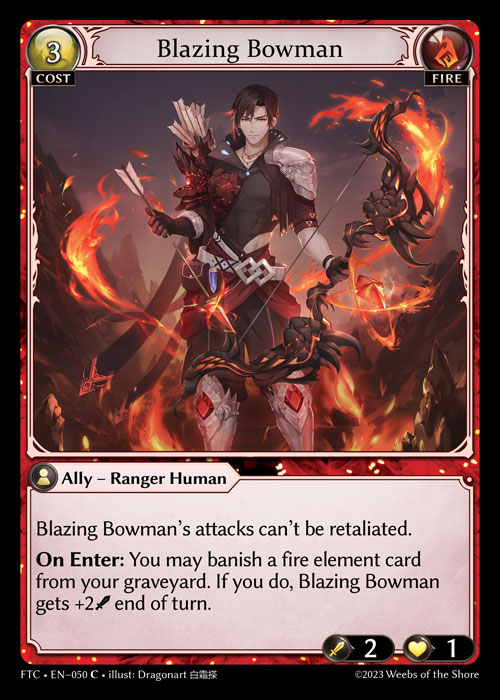 3
Blazing Bowman
COST
FIRE
Ally – Ranger Human
Blazing Bowman's attacks can't be retaliated.
On Enter: You may banish a fire element card
from your graveyard. If you do, Blazing Bowman
gets +2 end of turn.
2
1
FTC • EN–050 C • illust: Dragonart 白霜探
©2023 Weebs of the Shore